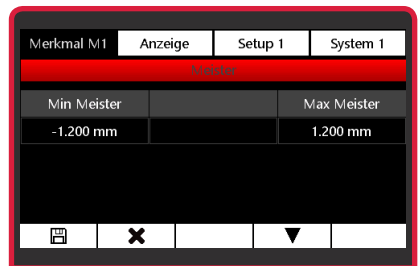 Merkmal M1 Anzeige Setup 1 System 1
Meister
Min Meister Max Meister
-1.200 mm 1.200 mm